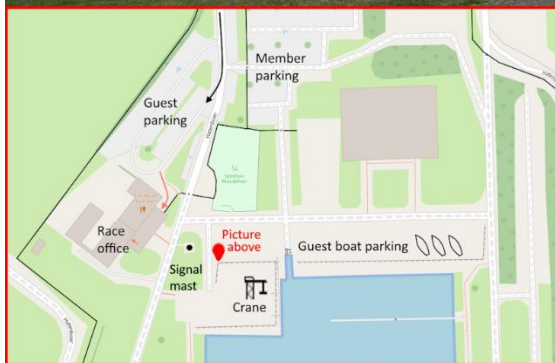 Member
parking
Guest
parking
Race
office
Picture
above
Signal
mast
Guest boat parking
Crane